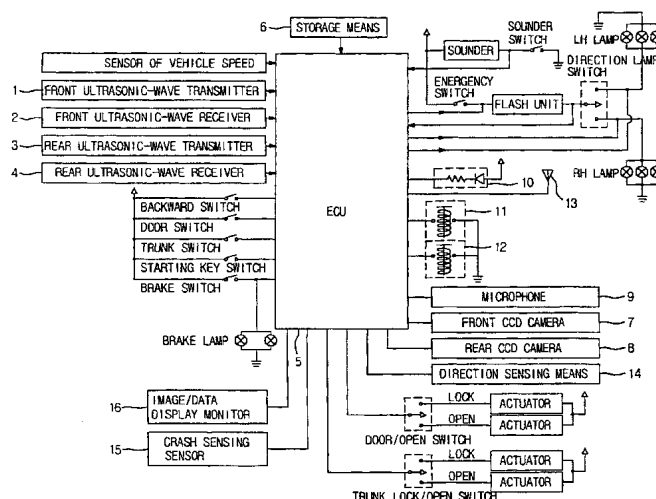 6
STORAGE MEANS
SOUNDER SWITCH
LH LAMP
SENSOR OF VEHICLE SPEED
SOUNDER
DIRECTION LAMP SWITCH
1
FRONT ULTRASONIC-WAVE TRANSMITTER
EMERGENCY SWITCH
FLASH UNIT
2
FRONT ULTRASONIC-WAVE RECEIVER
3
REAR ULTRASONIC-WAVE TRANSMITTER
4
REAR ULTRASONIC-WAVE RECEIVER
RH LAMP
10
13
BACKWARD SWITCH
ECU
11
DOOR SWITCH
12
TRUNK SWITCH
STARTING KEY SWITCH
BRAKE SWITCH
MICROPHONE
9
FRONT CCD CAMERA
7
BRAKE LAMP
5
REAR CCD CAMERA
8
DIRECTION SENSING MEANS
14
16
IMAGE/DATA DISPLAY MONITOR
LOCK
ACTUATOR
OPEN
ACTUATOR
15
CRASH SENSING SENSOR
DOOR/OPEN SWITCH
LOCK
ACTUATOR
OPEN
ACTUATOR
TRUNK LOCK/OPEN SWITCH